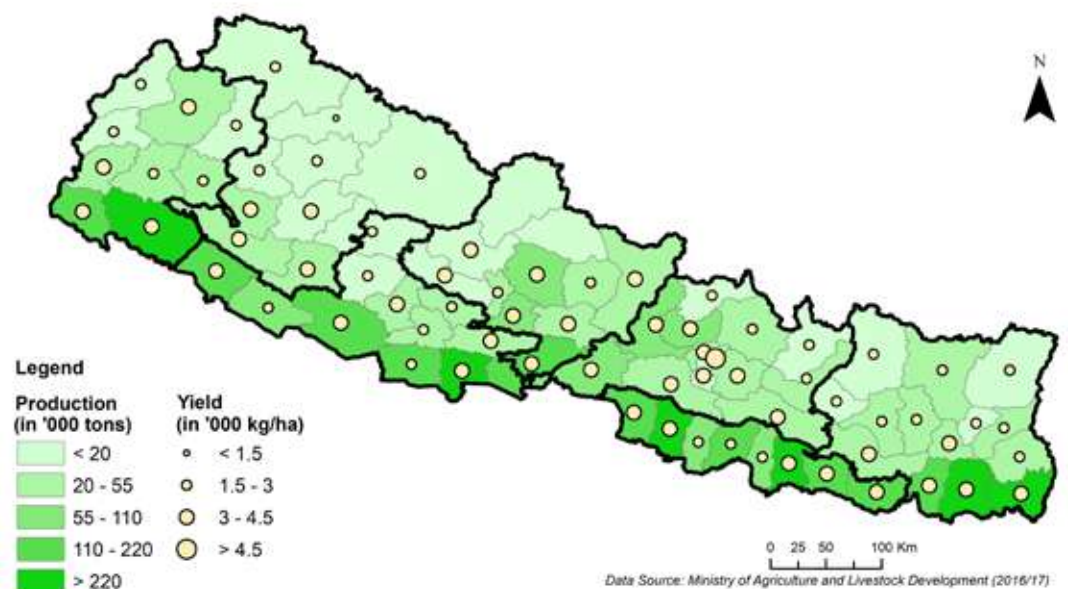 N
Legend
Production
(in '000 tons)
< 20
20 - 55
55 - 110
110 - 220
> 220
Yield
(in '000 kg/ha)
< 1.5
1.5 - 3
3 - 4.5
> 4.5
0 25 50 100 Km
Data Source: Ministry of Agriculture and Livestock Development (2016/17)